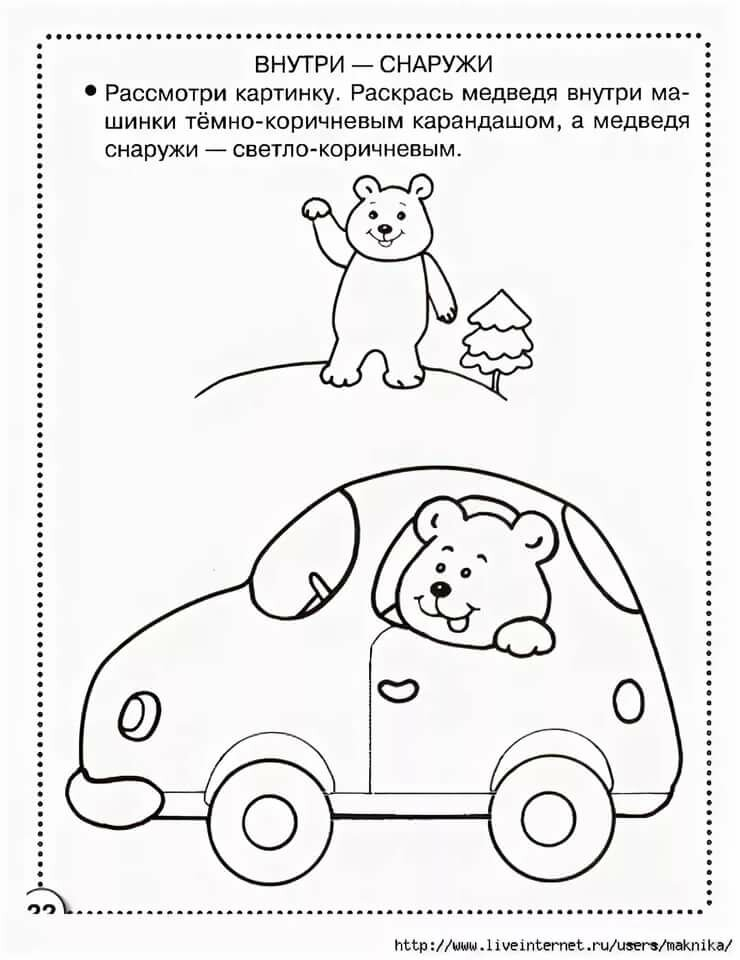 ВНУТРИ — СНАРУЖИ
• Рассмотри картинку. Раскрась медведя внутри ма-
шинки тёмно-коричневым карандашом, а медведя
снаружи — светло-коричневым.
http://www.liveinternet.ru/users/maknika/